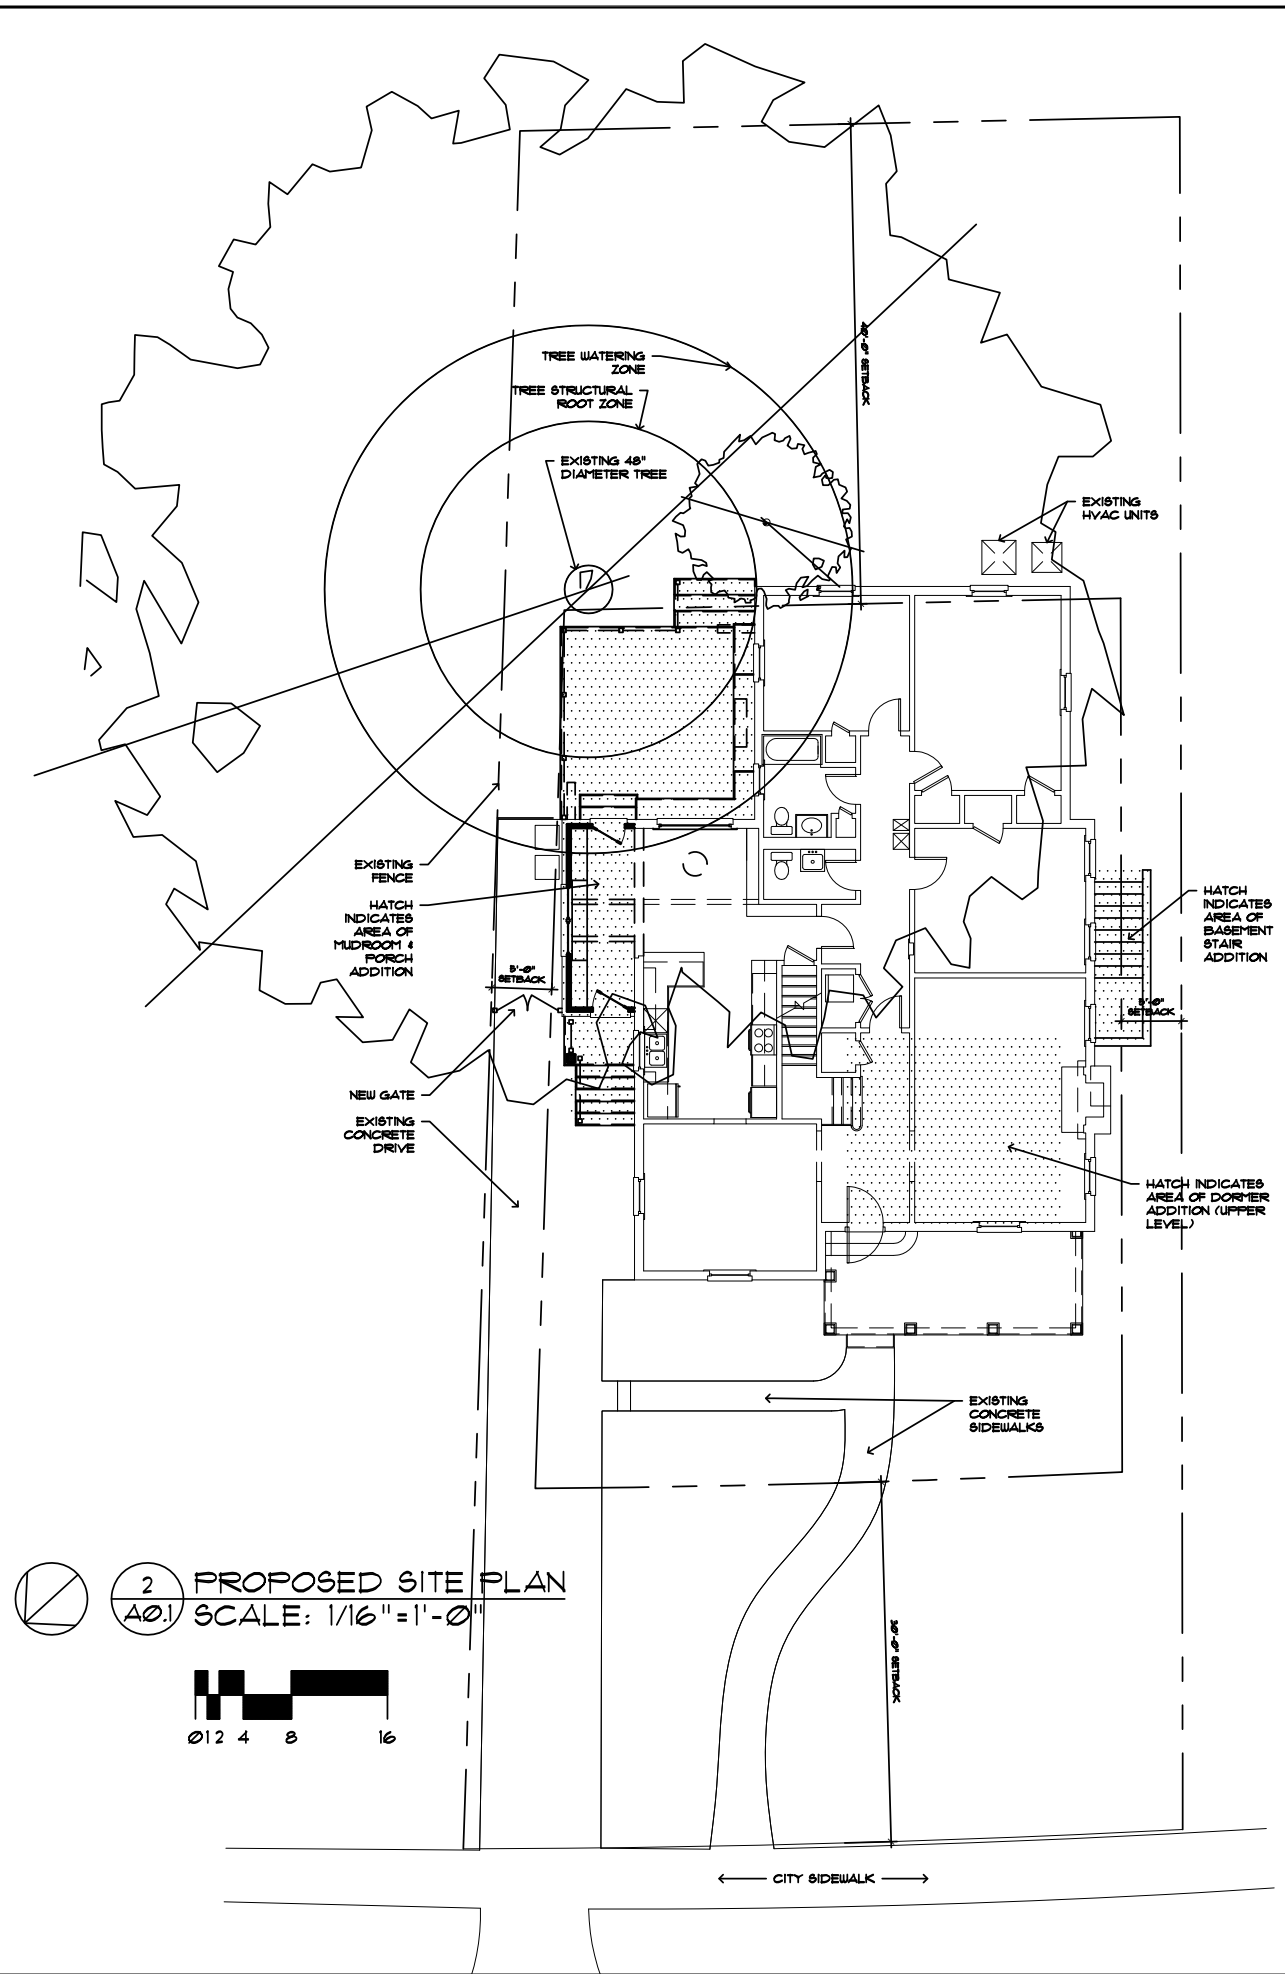 40'-0" SETBACK
TREE WATERING
ZONE
TREE STRUCTURAL
ROOT ZONE
EXISTING 48"
DIAMETER TREE
EXISTING
HVAC UNITS
EXISTING
FENCE
HATCH
INDICATES
AREA OF
MUDROOM &
PORCH
ADDITION
5'-0"
SETBACK
HATCH
INDICATES
AREA OF
BASEMENT
STAIR
ADDITION
5'-0"
SETBACK
NEW GATE
EXISTING
CONCRETE
DRIVE
HATCH INDICATES
AREA OF DORMER
ADDITION (UPPER
LEVEL)
EXISTING
CONCRETE
SIDEWALKS
2
A0.1
PROPOSED SITE PLAN
SCALE: 1/16"=1'-0"
30'-0" SETBACK
0 1 2 4 8 16
CITY SIDEWALK